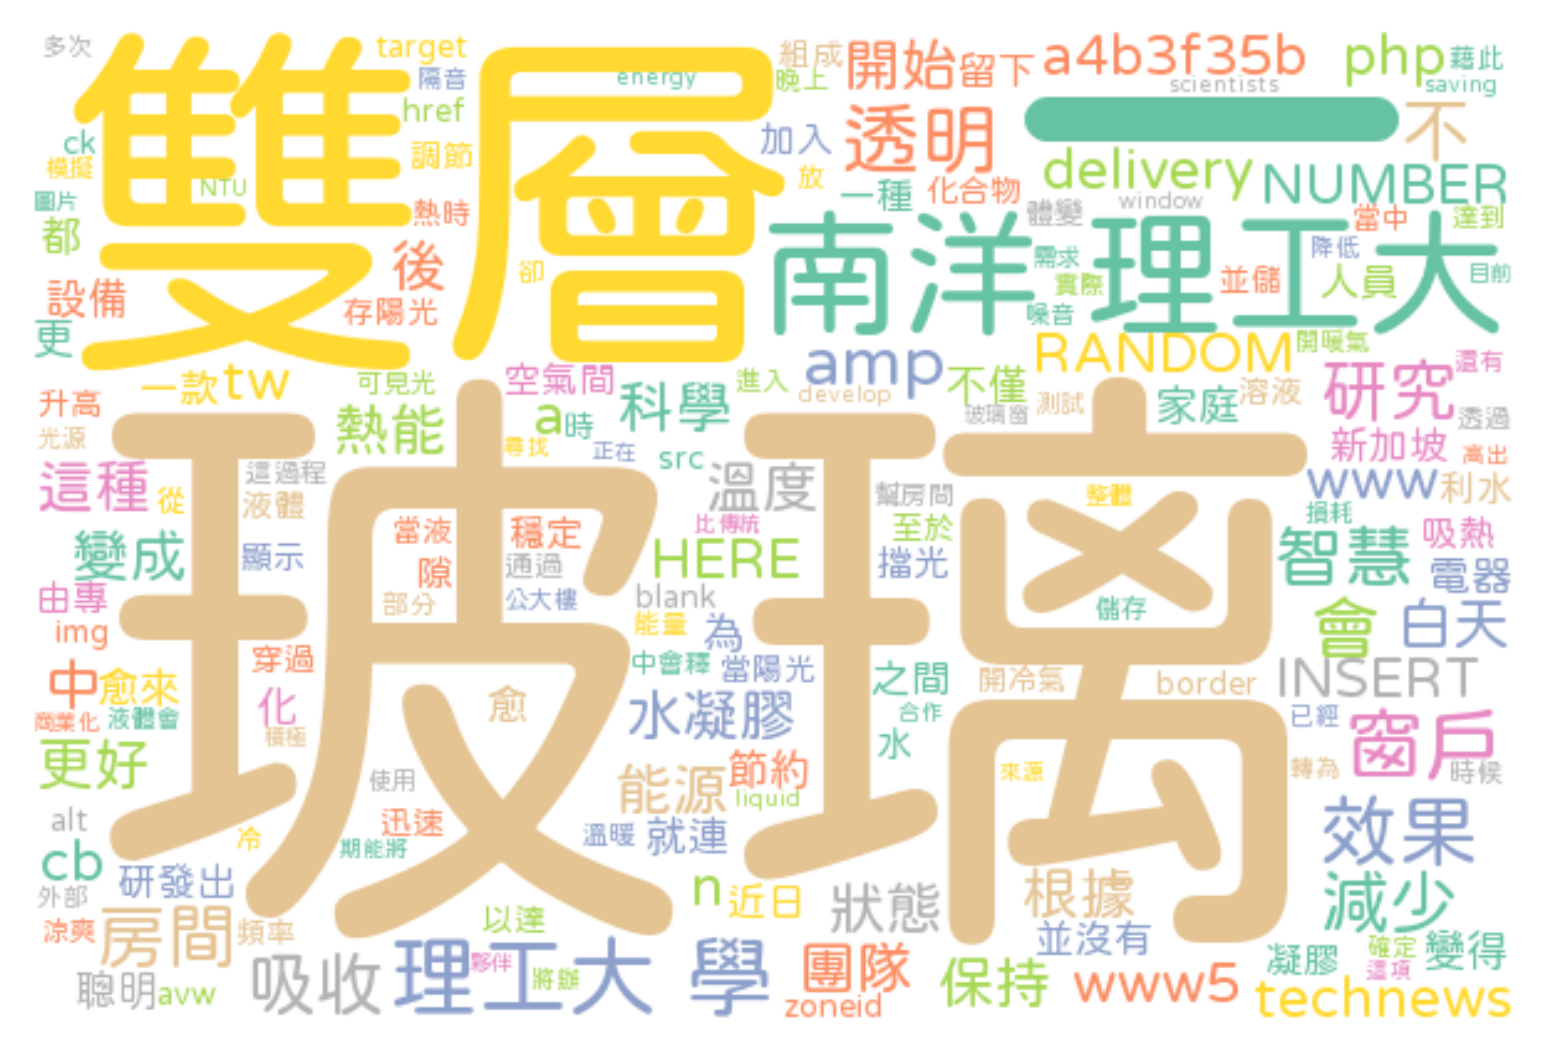 多次
target
隔音
energy
組成
晚上
開始
留下
a4b3f35b
scientists
php
藉此
saving
雙層
一
不
href
調節
ck
模擬
NTU
圖片
都
熱時
加入
透明
放
一種
化合物
delivery
NUMBER
window
體變
當中
達到
設備
後
卻
存陽光
更
南洋
理工大
需求
實際
噪音
並儲
降低
人員
目前
一款
tw
可見光
空氣間
科學
進入
amp
develop
不僅
RANDOM
開暖氣
升高
光源
熱能
a
時
尋找
正在
src
玻璃窗
測試
家庭
溶液
研究
還有
透過
新加坡
高出
玻璃
這種
從
這過程
液體
溫度
幫房間
整體
www
利水
損耗
當液
穩定
比傳統
至於
智慧
吸熱
變成
顯示
隙
通過
HERE
擋光
電器
由專
img
部分
公大樓
blank
能量
為
儲存
會
白天
中
愈來
穿過
中會釋
當陽光
之間
開冷氣
border
INSERT
商業化
液體會
化
積極
愈
水凝膠
合作
水
已經
窗戶
更好
使用
能源
節約
liquid
來源
轉為
時候
alt
cb
冷
迅速
期能將
溫暖
就連
效果
外部
研發出
n
近日
狀態
根據
減少
涼爽
房間
頻率
以達
並沒有
凝膠
確定
這項
變得
聰明
avw
吸收
理工大
夥伴
將辦
學
團隊
zoneid
保持
www5
technews